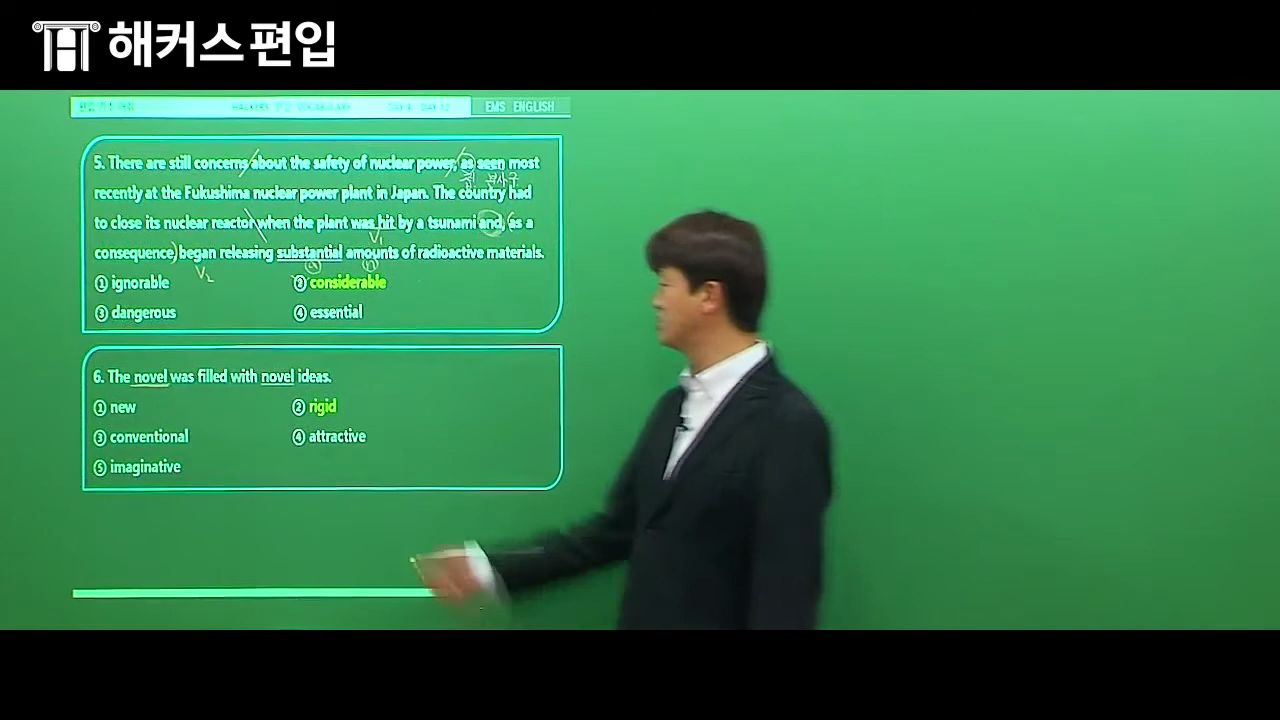 해커스 편입
EMS ENGLISH
5. There are still concerns about the safety of nuclear power, as seen most
recently at the Fukushima nuclear power plant in Japan. The country had
to close its nuclear reactor when the plant was hit by a tsunami and, as a
consequence, began releasing substantial amounts of radioactive materials.
① ignorable
② considerable
③ dangerous
④ essential
6. The novel was filled with novel ideas.
① new
② rigid
③ conventional
④ attractive
⑤ imaginative